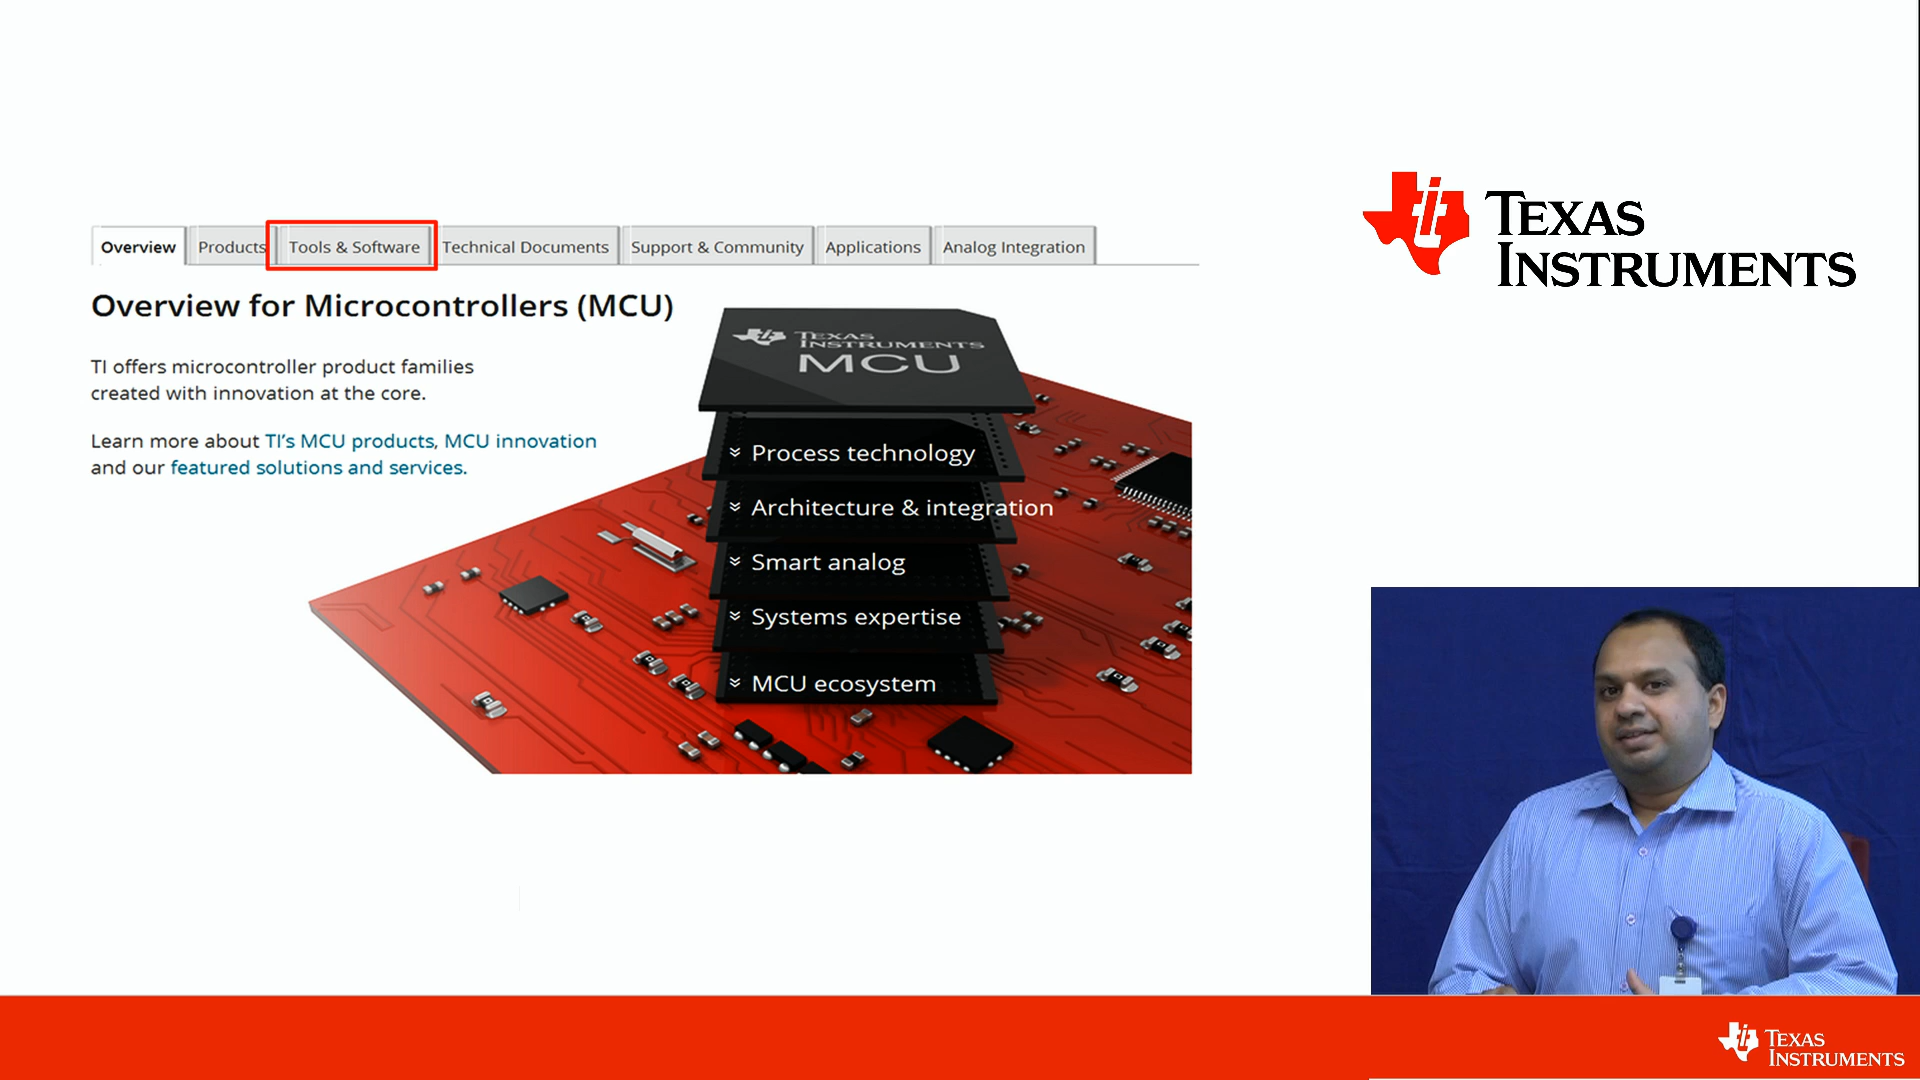 Overview Products Tools & Software Technical Documents Support & Community Applications Analog Integration
Overview for Microcontrollers (MCU)
TI offers microcontroller product families
created with innovation at the core.
Learn more about TI's MCU products, MCU innovation
and our featured solutions and services.
TEXAS
INSTRUMENTS
MCU
Process technology
Architecture & integration
Smart analog
Systems expertise
MCU ecosystem
TEXAS
INSTRUMENTS
TEXAS
INSTRUMENTS